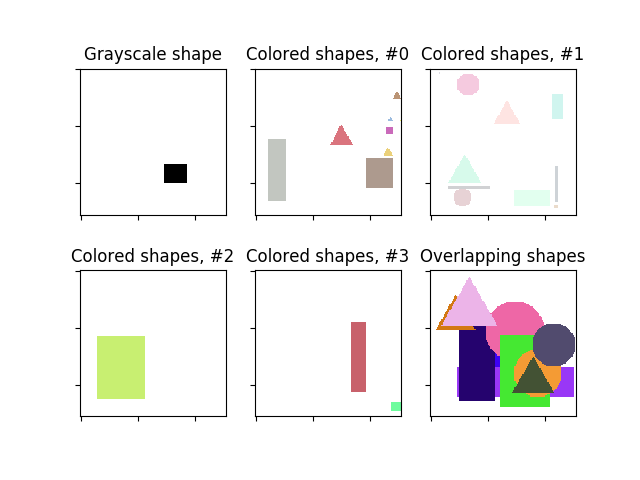 Grayscale shape
Colored shapes, #0
Colored shapes, #1
Colored shapes, #2
Colored shapes, #3
Overlapping shapes